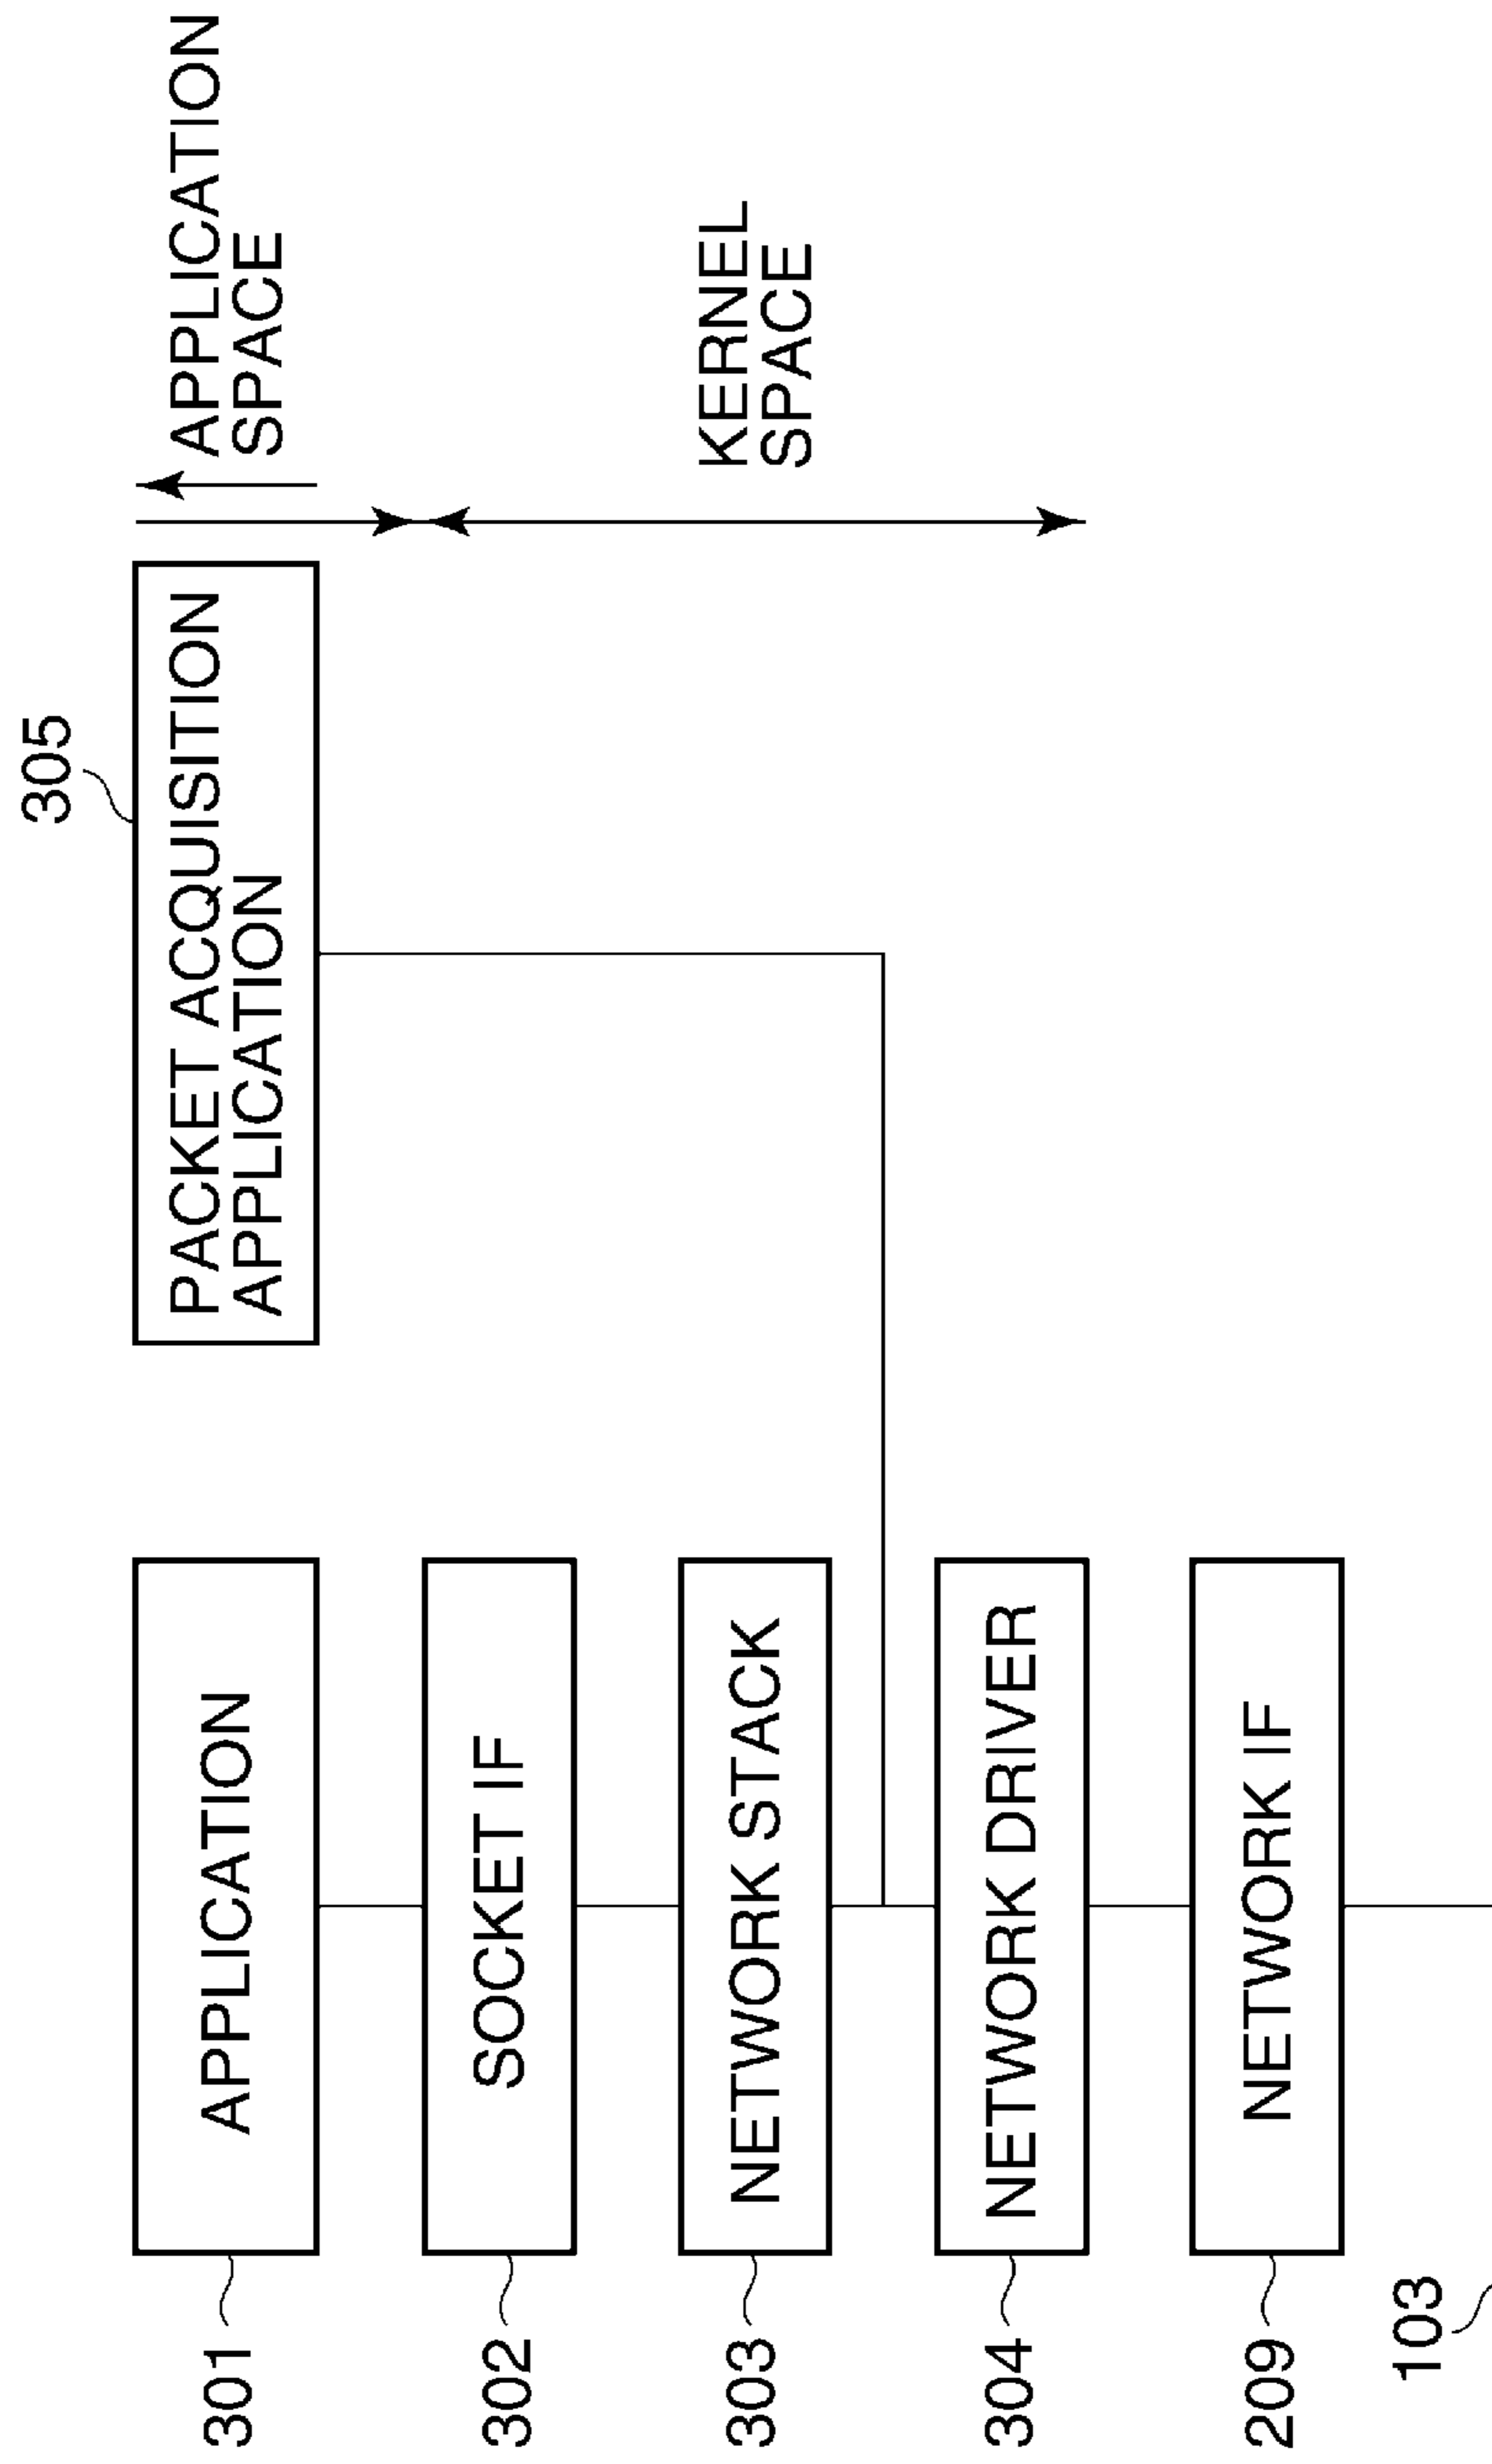 305
APPLICATION
PACKET ACQUISITION
APPLICATION
APPLICATION
SPACE
301
SOCKET IF
302
NETWORK STACK
303
KERNEL
SPACE
NETWORK DRIVER
304
NETWORK IF
209
103